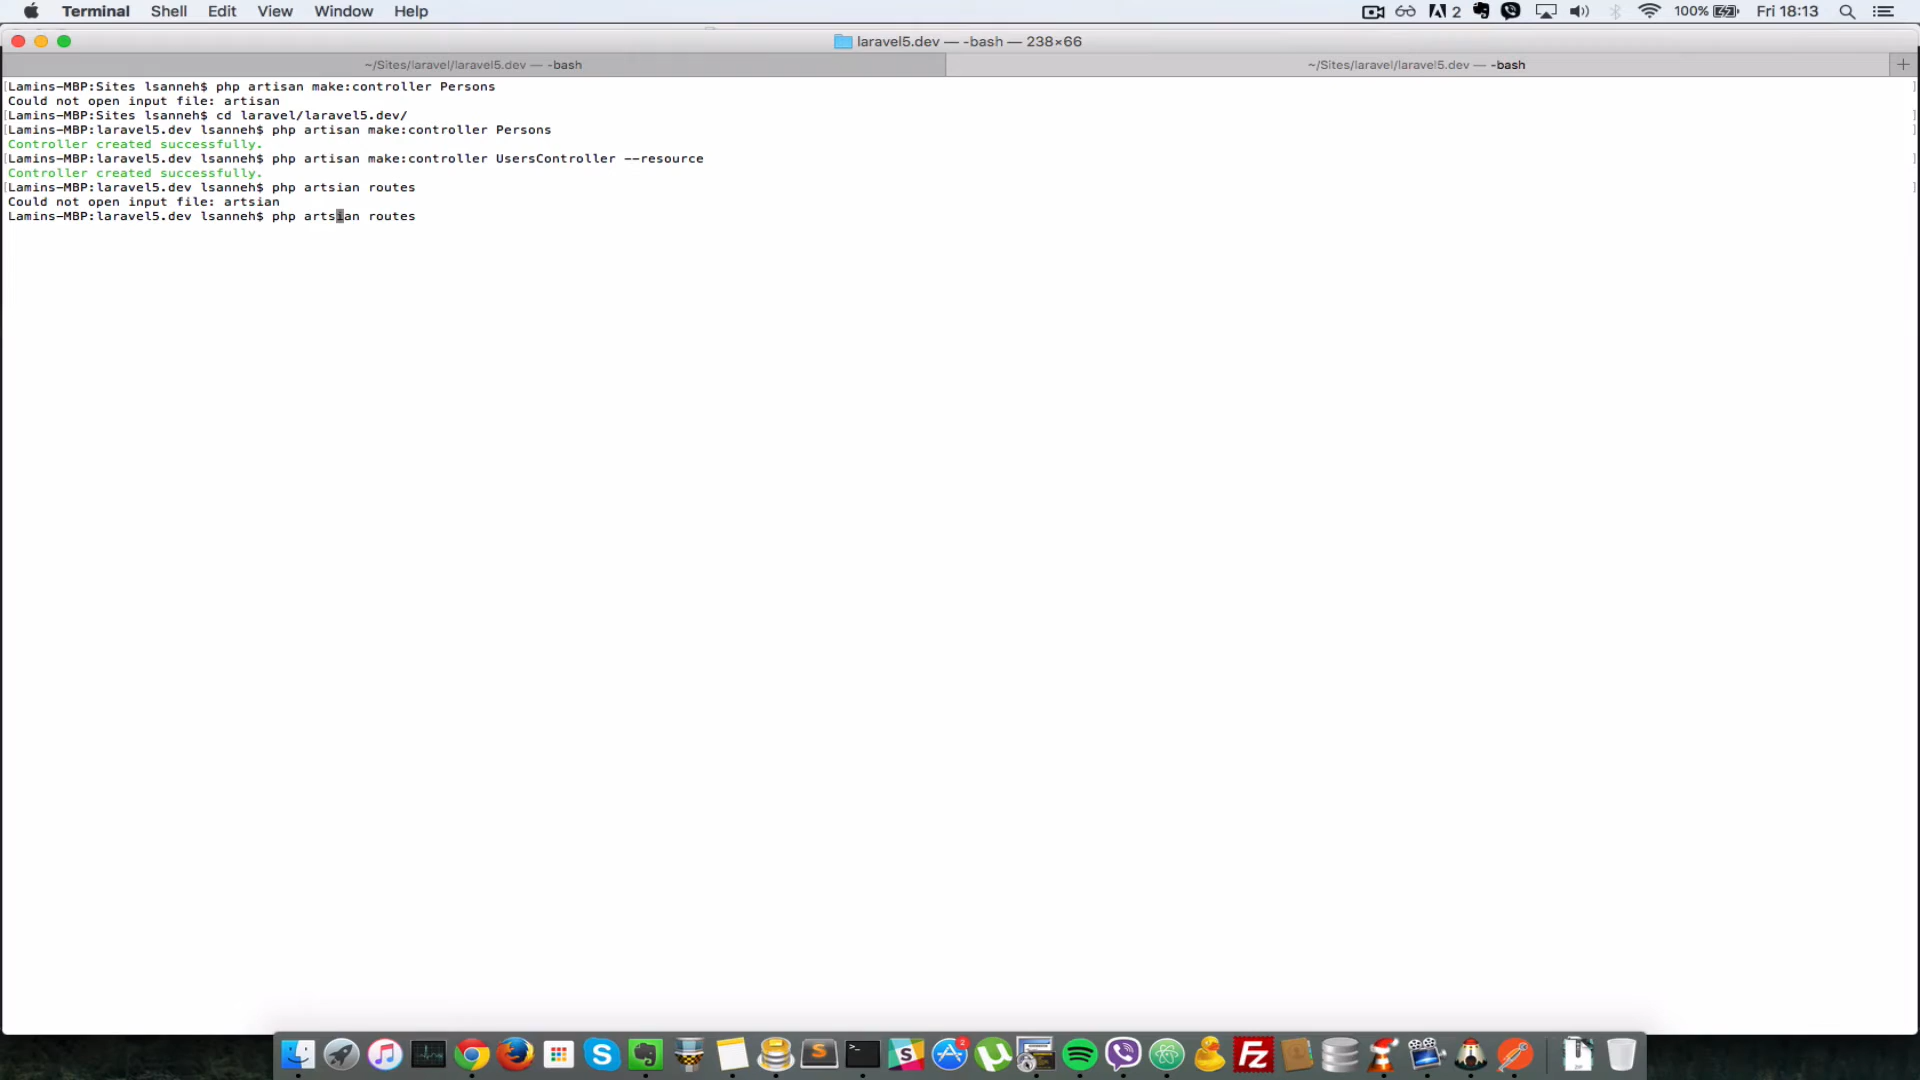 Terminal Shell Edit View Window Help 2 100% Fri 18:13
laravel5.dev — -bash — 238×66
~/Sites/laravel/laravel5.dev — -bash ~/Sites/laravel/laravel5.dev — -bash +
[Lamins-MBP:Sites lsanneh$ php artisan make:controller Persons ]
Could not open input file: artisan
[Lamins-MBP:Sites lsanneh$ cd laravel/laravel5.dev/ ]
[Lamins-MBP:laravel5.dev lsanneh$ php artisan make:controller Persons ]
Controller created successfully.
[Lamins-MBP:laravel5.dev lsanneh$ php artisan make:controller UsersController --resource ]
Controller created successfully.
[Lamins-MBP:laravel5.dev lsanneh$ php artsian routes ]
Could not open input file: artsian
Lamins-MBP:laravel5.dev lsanneh$ php artsian routes
S >_ S 2 FZ